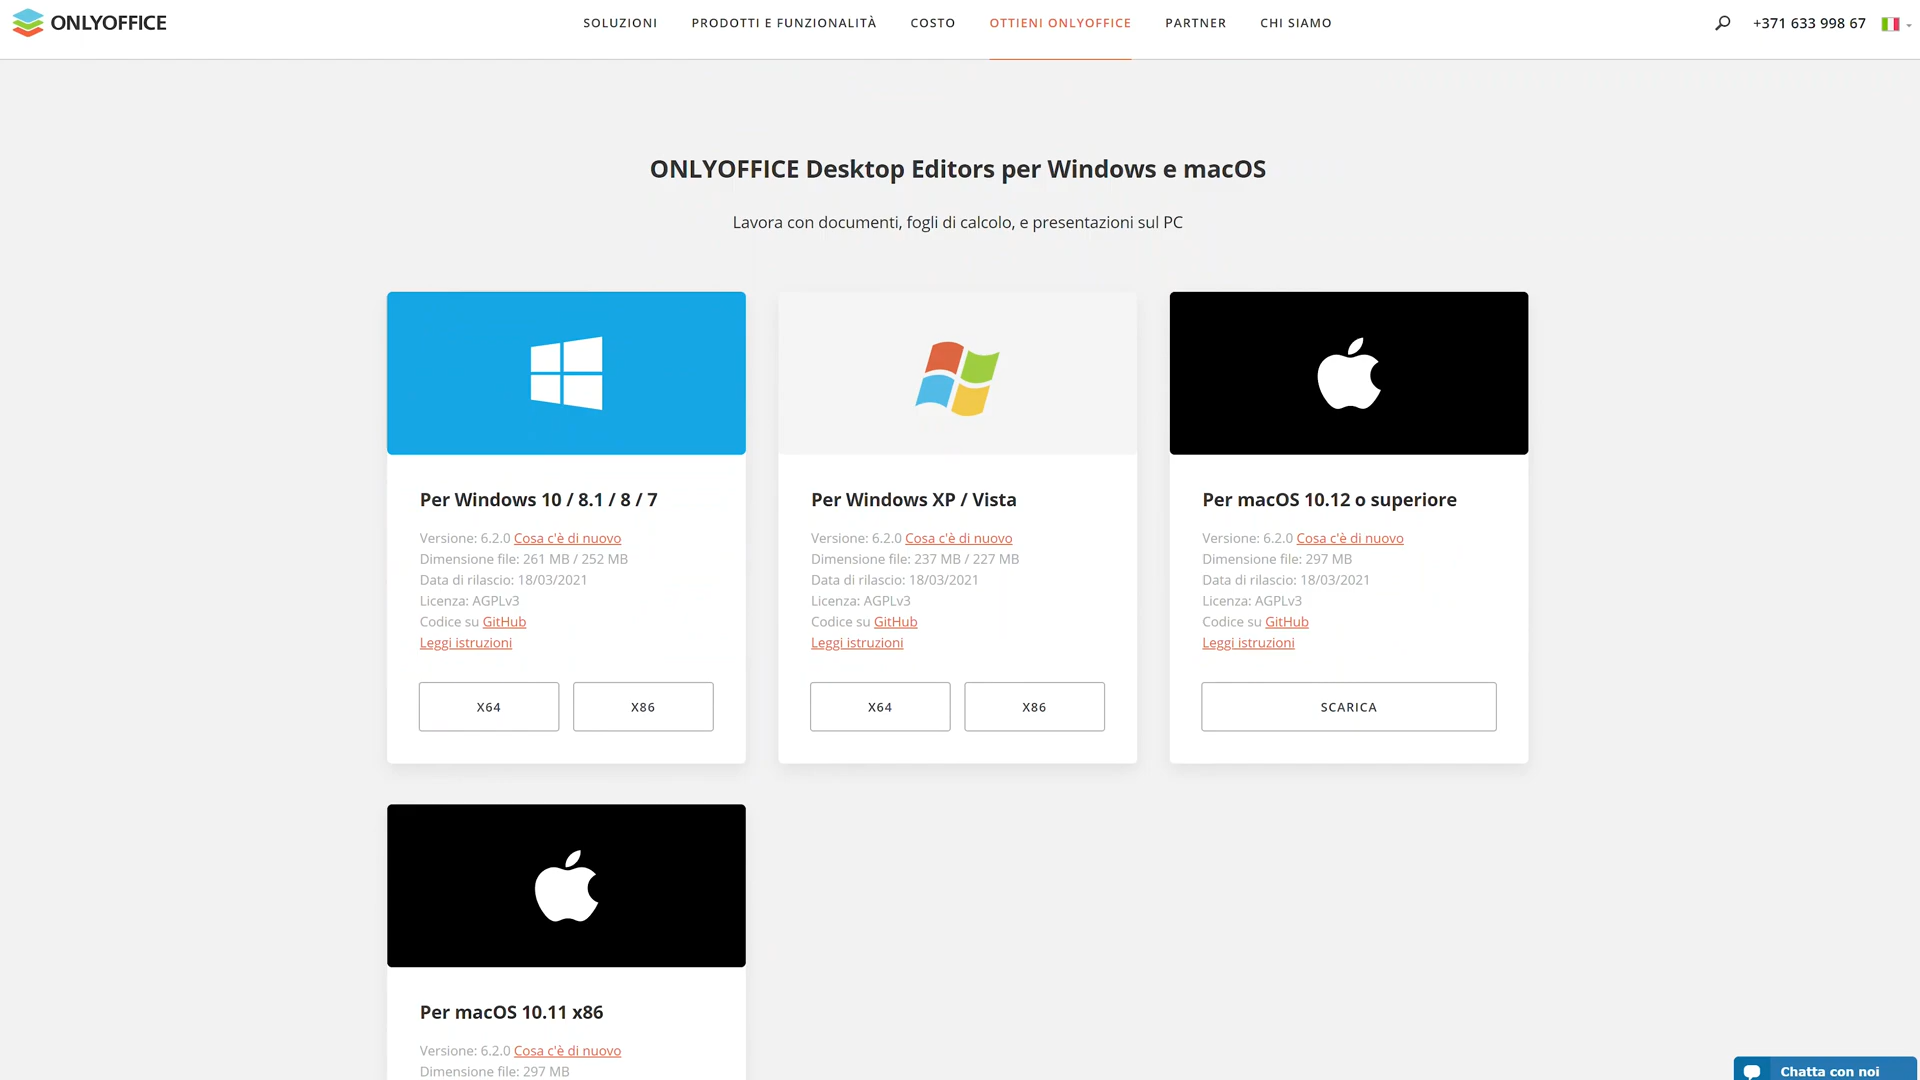 ONLYOFFICE
SOLUZIONI
PRODOTTI E FUNZIONALITÀ
COSTO
OTTIENI ONLYOFFICE
PARTNER
CHI SIAMO
+371 633 998 67
ONLYOFFICE Desktop Editors per Windows e macOS
Lavora con documenti, fogli di calcolo, e presentazioni sul PC
Per Windows 10 / 8.1 / 8 / 7
Versione: 6.2.0 Cosa c'è di nuovo
Dimensione file: 261 MB / 252 MB
Data di rilascio: 18/03/2021
Licenza: AGPLv3
Codice su GitHub
Leggi istruzioni
X64
X86
Per Windows XP / Vista
Versione: 6.2.0 Cosa c'è di nuovo
Dimensione file: 237 MB / 227 MB
Data di rilascio: 18/03/2021
Licenza: AGPLv3
Codice su GitHub
Leggi istruzioni
X64
X86
Per macOS 10.12 o superiore
Versione: 6.2.0 Cosa c'è di nuovo
Dimensione file: 297 MB
Data di rilascio: 18/03/2021
Licenza: AGPLv3
Codice su GitHub
Leggi istruzioni
SCARICA
Per macOS 10.11 x86
Versione: 6.2.0 Cosa c'è di nuovo
Dimensione file: 297 MB
Chatta con noi